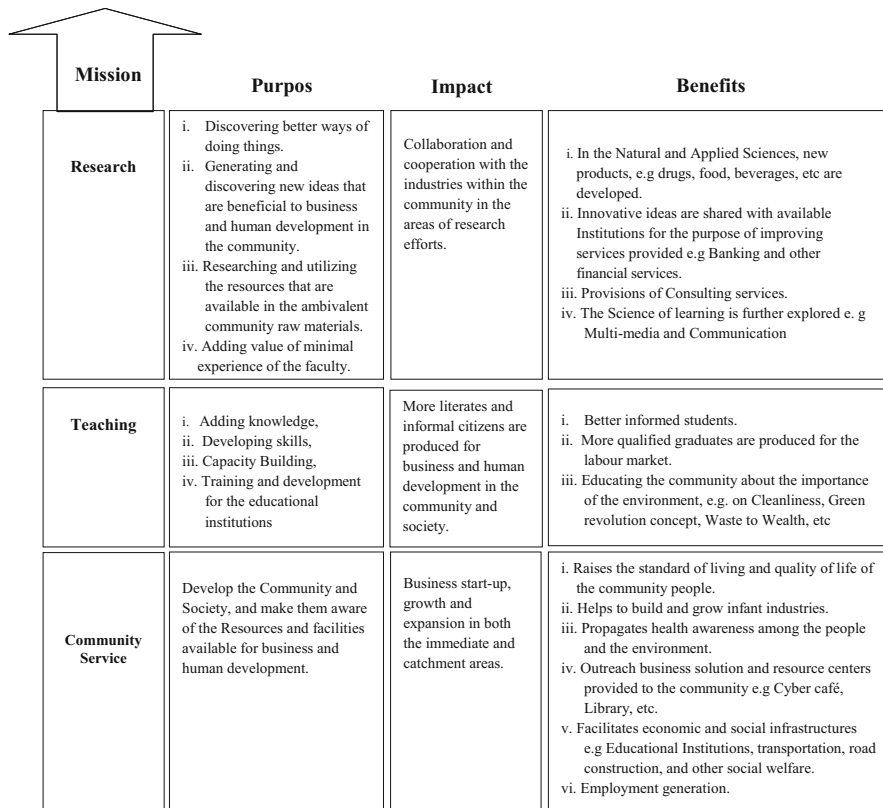 Mission
Purpos
Impact
Benefits
Research
i. Discovering better ways of
doing things.
ii. Generating and
discovering new ideas that
are beneficial to business
and human development in
the community.
iii. Researching and utilizing
the resources that are
available in the ambivalent
community raw materials.
iv. Adding value of minimal
experience of the faculty.
Collaboration and
cooperation with the
industries within the
community in the
areas of research
efforts.
i. In the Natural and Applied Sciences, new
products, e.g drugs, food, beverages, etc are
developed.
ii. Innovative ideas are shared with available
Institutions for the purpose of improving
services provided e.g Banking and other
financial services.
iii. Provisions of Consulting services.
iv. The Science of learning is further explored e. g
Multi-media and Communication
Teaching
i. Adding knowledge,
ii. Developing skills,
iii. Capacity Building,
iv. Training and development
for the educational
institutions
More literates and
informal citizens are
produced for
business and human
development in the
community and
society.
i. Better informed students.
ii. More qualified graduates are produced for the
labour market.
iii. Educating the community about the importance
of the environment, e.g. on Cleanliness, Green
revolution concept, Waste to Wealth, etc
Community
Service
Develop the Community and
Society, and make them aware
of the Resources and facilities
available for business and
human development.
Business start-up,
growth and
expansion in both
the immediate and
catchment areas.
i. Raises the standard of living and quality of life of
the community people.
ii. Helps to build and grow infant industries.
iii. Propagates health awareness among the people
and the environment.
iv. Outreach business solution and resource centers
provided to the community e.g Cyber café,
Library, etc.
v. Facilitates economic and social infrastructures
e.g Educational Institutions, transportation, road
construction, and other social welfare.
vi. Employment generation.